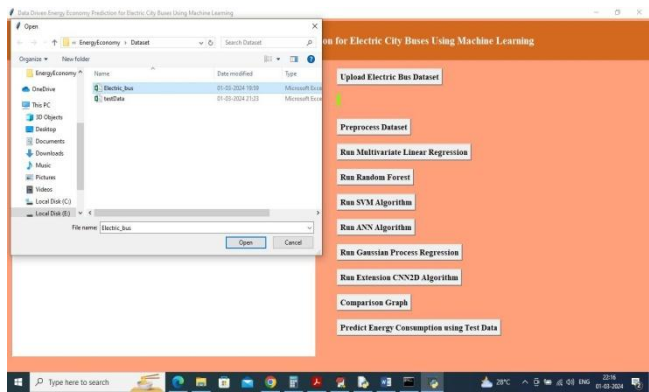 Data Driven Energy Economy Prediction for Electric City Buses Using Machine Learning
Open
EnergyEconomy > Dataset
Search Dataset
on for Electric City Buses Using Machine Learning
Organize
New folder
Name
Date modified
Type
EnergyEconomy
OneDrive
This PC
3D Objects
Desktop
Documents
Downloads
Music
Pictures
Videos
Local Disk (C:)
Local Disk (E:)
Electric_bus
01-03-2024 19:59
Microsoft Exce
testData
01-03-2024 21:23
Microsoft Exce
File name: Electric_bus
Open
Cancel
Upload Electric Bus Dataset
Preprocess Dataset
Run Multivariate Linear Regression
Run Random Forest
Run SVM Algorithm
Run ANN Algorithm
Run Gaussian Process Regression
Run Extension CNN2D Algorithm
Comparison Graph
Predict Energy Consumption using Test Data
Type here to search
28°C
ENG
22:16
01-03-2024